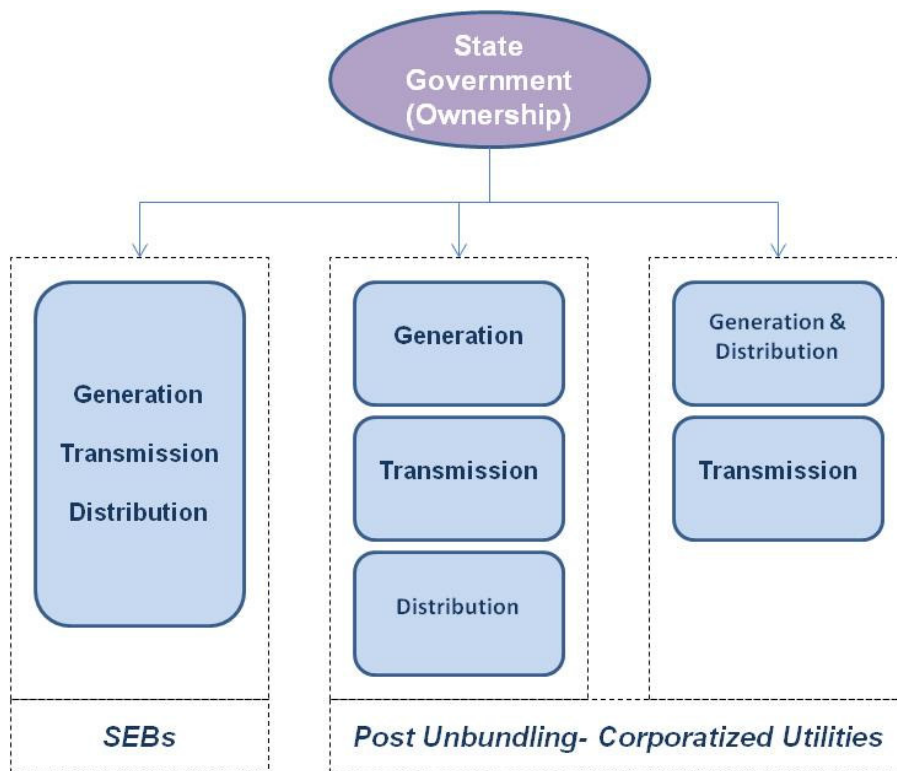 State
Government
(Ownership)
Generation
Transmission
Distribution
Generation
Transmission
Distribution
Generation &
Distribution
Transmission
SEBs
Post Unbundling- Corporatized Utilities